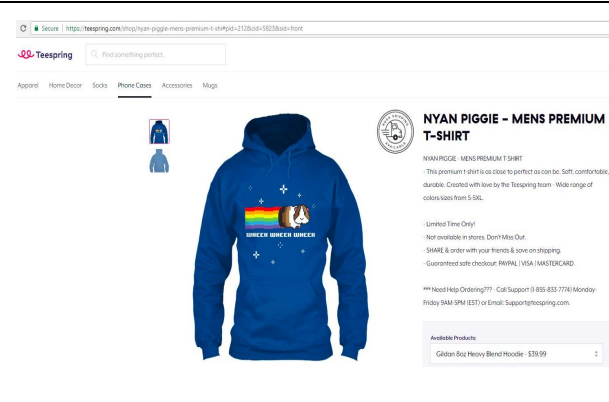 Secure | https://teespring.com/shop/nyan-piggie-mens-premium-t-shi#pid=212&cid=5823&sid=front
Teespring
Find something perfect.
Apparel Home Decor Socks Phone Cases Accessories Mugs
RUSH SHIPPING
AVAILABLE
NYAN PIGGIE - MENS PREMIUM
T-SHIRT
NYAN PIGGIE - MENS PREMIUM T-SHIRT
- This premium t-shirt is as close to perfect as can be. Soft, comfortable,
durable. Created with love by the Teespring team - Wide range of
colors/sizes from S-5XL.
- Limited Time Only!
- Not available in stores. Don't Miss Out.
- SHARE & order with your friends & save on shipping.
- Guaranteed safe checkout: PAYPAL | VISA | MASTERCARD.
*** Need Help Ordering??? - Call Support (1-855-833-7774) Monday-
Friday 9AM-5PM (EST) or Email: Support@teespring.com.
Available Products:
Gildan 8oz Heavy Blend Hoodie - $39.99
WHEEK WHEEK WHEEK